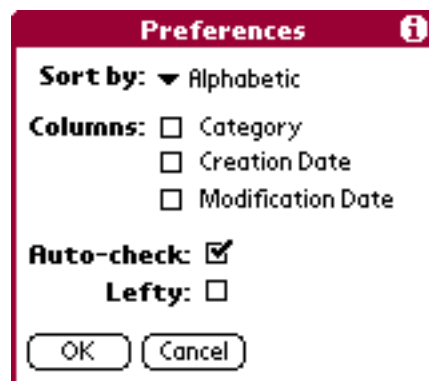 Preferences
Sort by: Alphabetic
Columns: Category
Creation Date
Modification Date
Auto-check:
Lefty:
OK Cancel